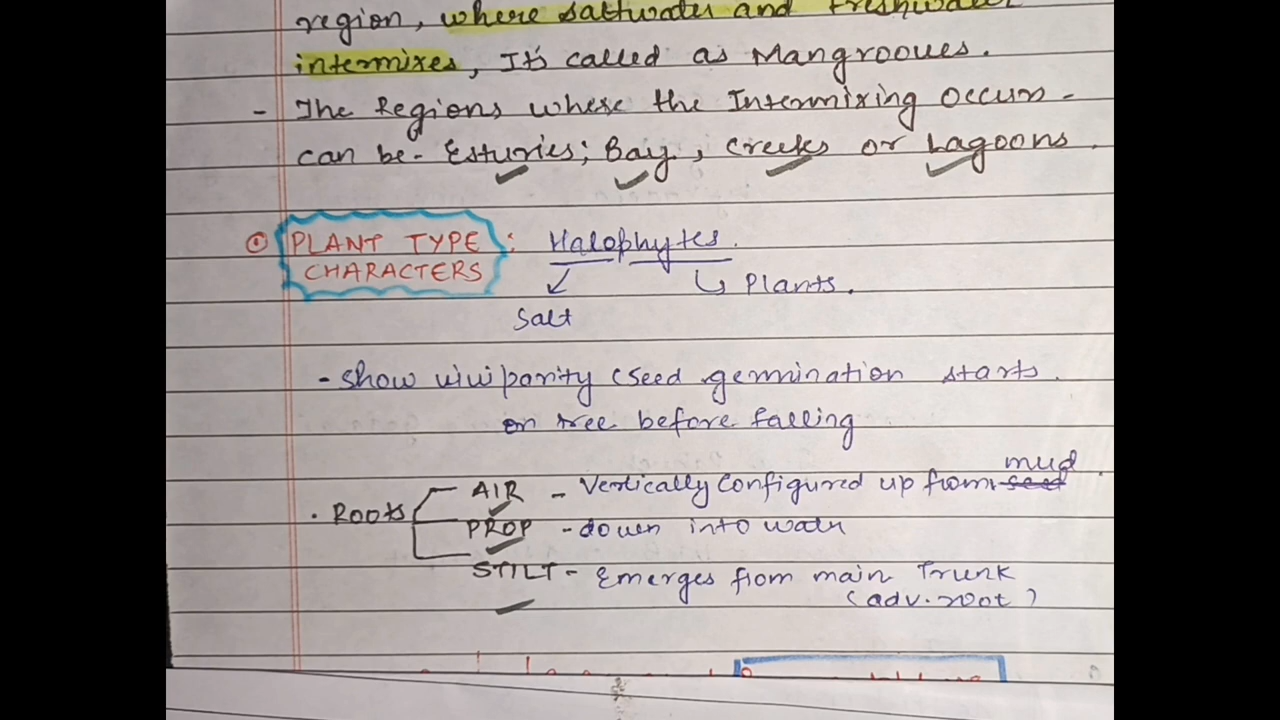 region, where saltwater and freshwater
intermixes, It's called as Mangrooves.
- The Regions where the Intermixing Occurs -
can be - Esturies; Bay, creeks or Lagoons.
PLANT TYPE CHARACTERS : Halophytes.
Plants.
Salt
- show viviparity (seed germination starts
on tree before falling
mud
AIR - Vertically Configured up from seed
. Roots
PROP - down into water
STILT - Emerges from main Trunk
(adv. root)